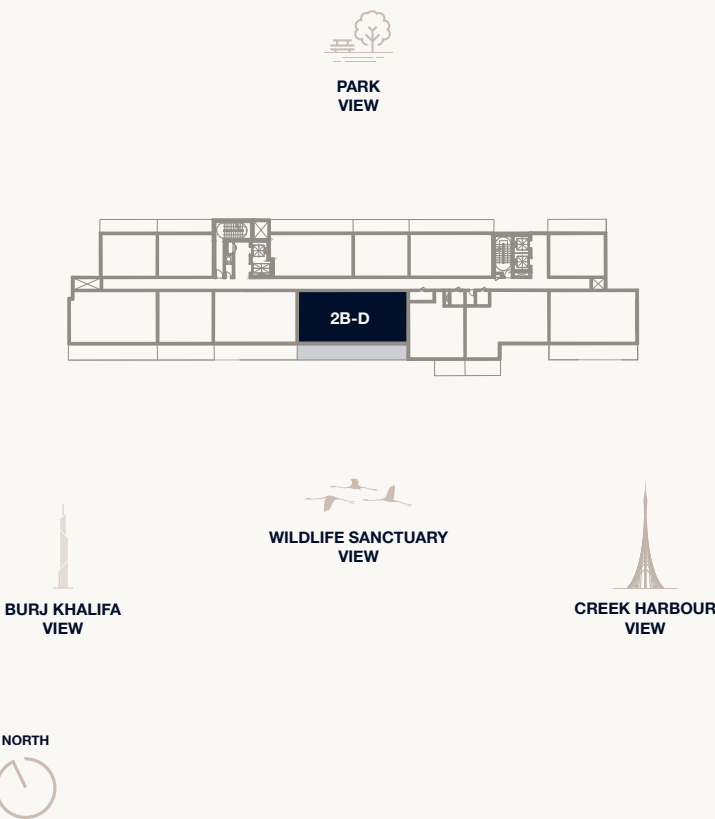 PARK
VIEW
2B-D
WILDLIFE SANCTUARY
VIEW
BURJ KHALIFA
VIEW
CREEK HARBOUR
VIEW
NORTH